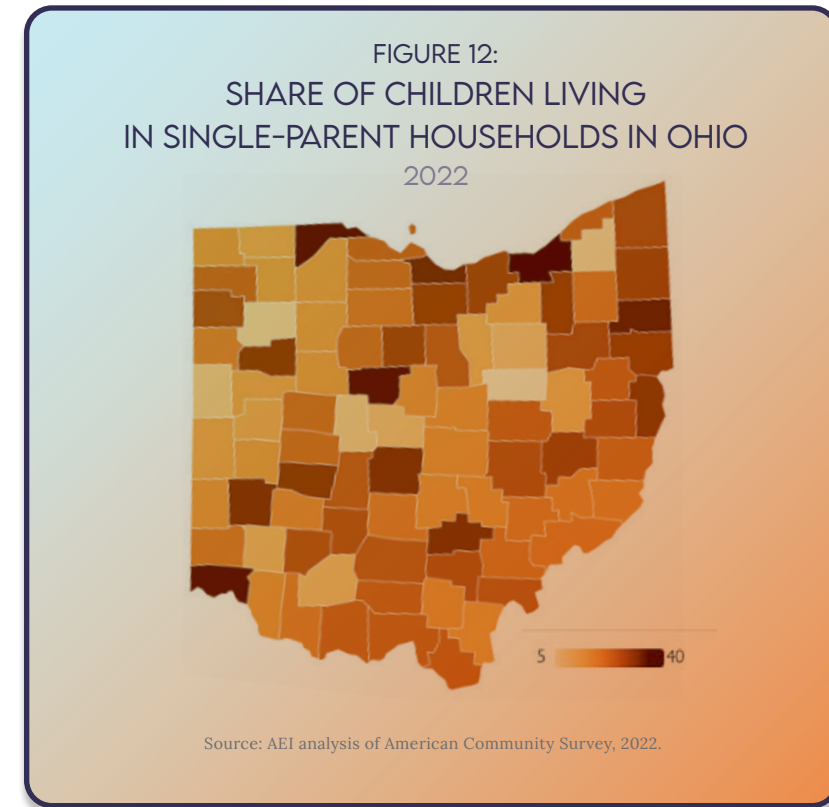 FIGURE 12:
SHARE OF CHILDREN LIVING
IN SINGLE-PARENT HOUSEHOLDS IN OHIO
2022
5 40
Source: AEI analysis of American Community Survey, 2022.